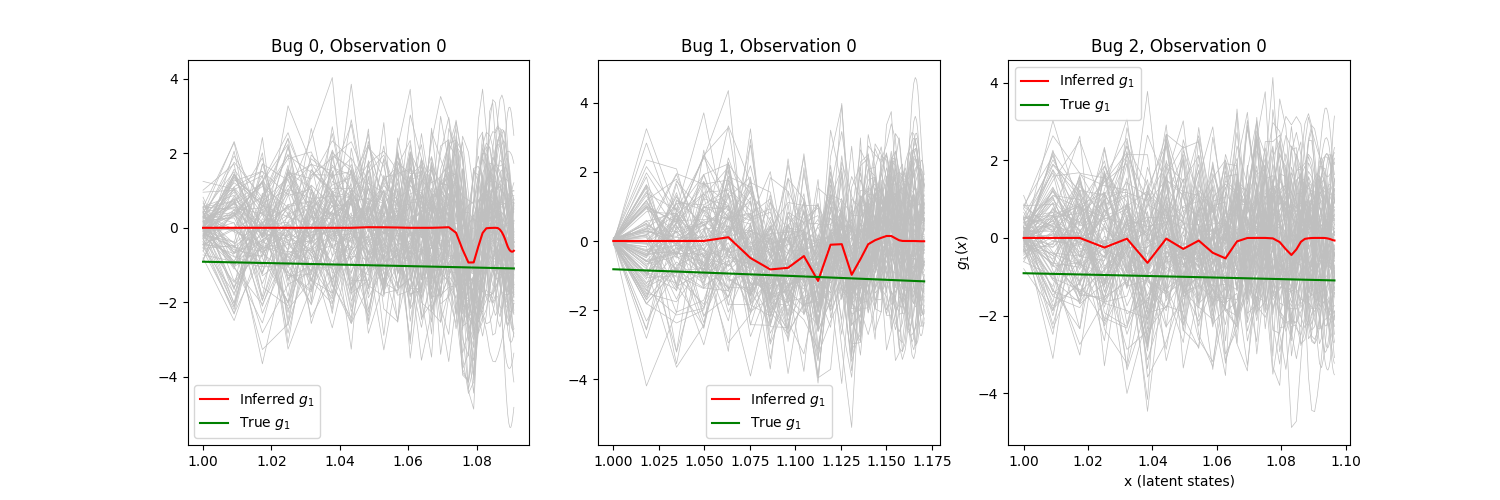 Bug 0, Observation 0
4
2
0
−2
−4
1.00 1.02 1.04 1.06 1.08
Inferred g₁
True g₁
Bug 1, Observation 0
4
2
0
−2
−4
1.000 1.025 1.050 1.075 1.100 1.125 1.150 1.175
Inferred g₁
True g₁
Bug 2, Observation 0
Inferred g₁
True g₁
g₁(x)
4
2
0
−2
−4
1.00 1.02 1.04 1.06 1.08 1.10
x (latent states)